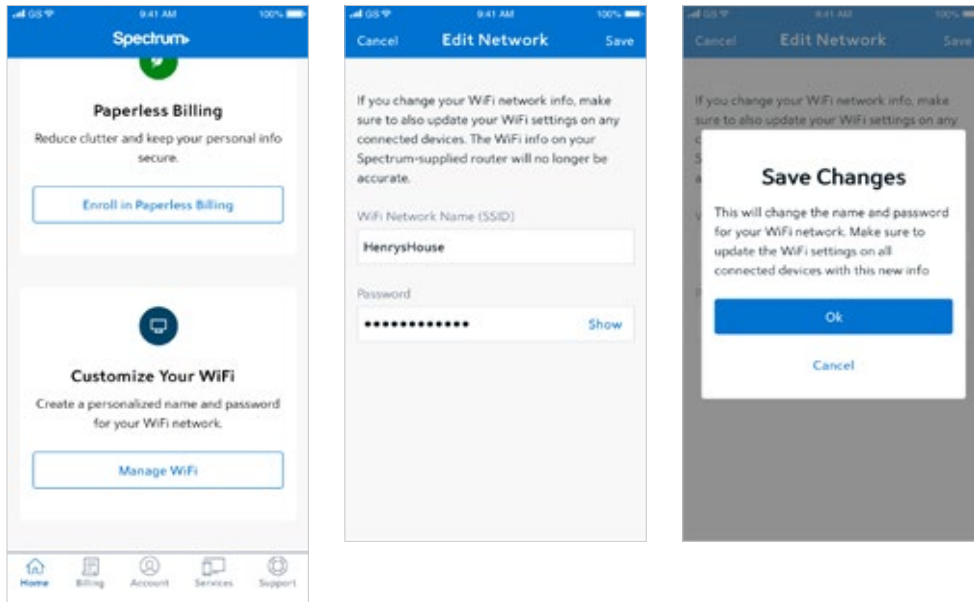 GS 9:41 AM 100%
Spectrum
Paperless Billing
Reduce clutter and keep your personal info
secure.
Enroll in Paperless Billing
Customize Your WiFi
Create a personalized name and password
for your WiFi network.
Manage WiFi
Home Billing Account Services Support
GS 9:41 AM 100%
Cancel Edit Network Save
If you change your WiFi network info, make
sure to also update your WiFi settings on any
connected devices. The WiFi info on your
Spectrum-supplied router will no longer be
accurate.
WiFi Network Name (SSID)
HenrysHouse
Password
•••••••••••• Show
GS 9:41 AM 100%
Cancel Edit Network Save
If you change your WiFi network info, make
sure to also update your WiFi settings on any
Save Changes
This will change the name and password
for your WiFi network. Make sure to
update the WiFi settings on all
connected devices with this new info
Ok
Cancel